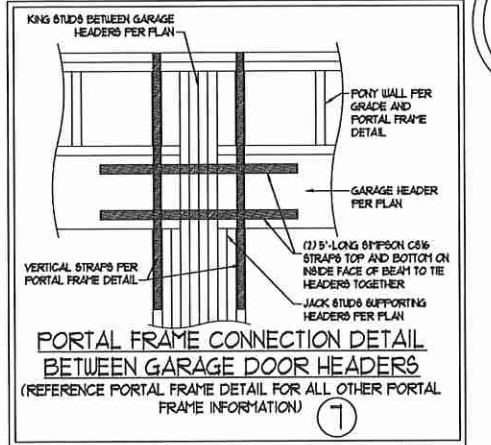 KING STUDS BETWEEN GARAGE
HEADERS PER PLAN
PONY WALL PER
GRADE AND
PORTAL FRAME
DETAIL
GARAGE HEADER
PER PLAN
(2) 5'-LONG SIMPSON CS16
STRAPS TOP AND BOTTOM ON
INSIDE FACE OF BEAM TO TIE
HEADERS TOGETHER
VERTICAL STRAPS PER
PORTAL FRAME DETAIL
JACK STUDS SUPPORTING
HEADERS PER PLAN
PORTAL FRAME CONNECTION DETAIL
BETWEEN GARAGE DOOR HEADERS
(REFERENCE PORTAL FRAME DETAIL FOR ALL OTHER PORTAL
FRAME INFORMATION)
7